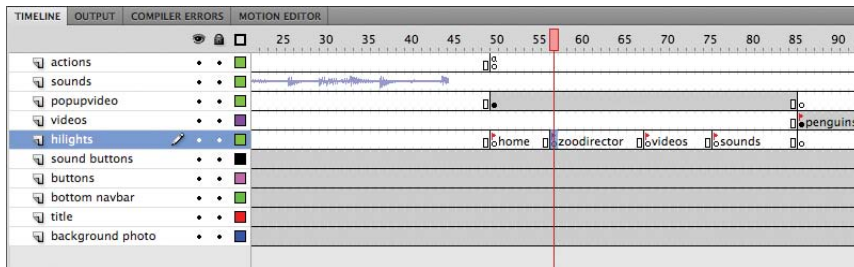 TIMELINE OUTPUT COMPILER ERRORS MOTION EDITOR
25 30 35 40 45 50 55 60 65 70 75 80 85 90
actions a
sounds
popupvideo
videos penguins
hilights home zoodirector videos sounds
sound buttons
buttons
bottom navbar
title
background photo